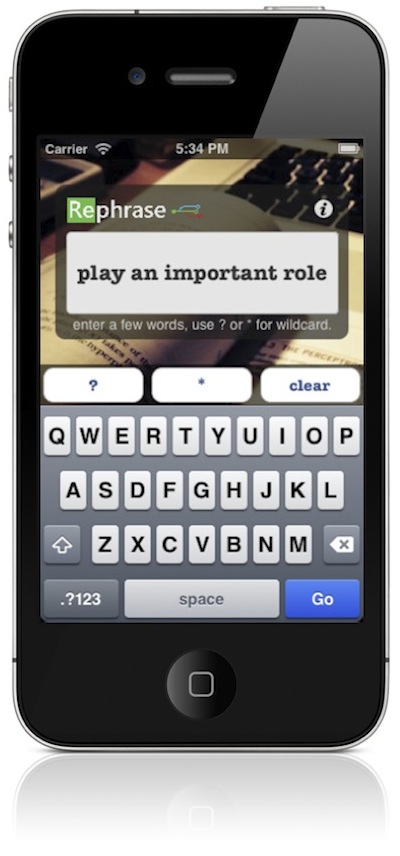 Carrier 5:34 PM
Rephrase i
play an important role
enter a few words, use ? or * for wildcard.
? * clear
Q W E R T Y U I O P
A S D F G H J K L
Z X C V B N M
.?123 space Go